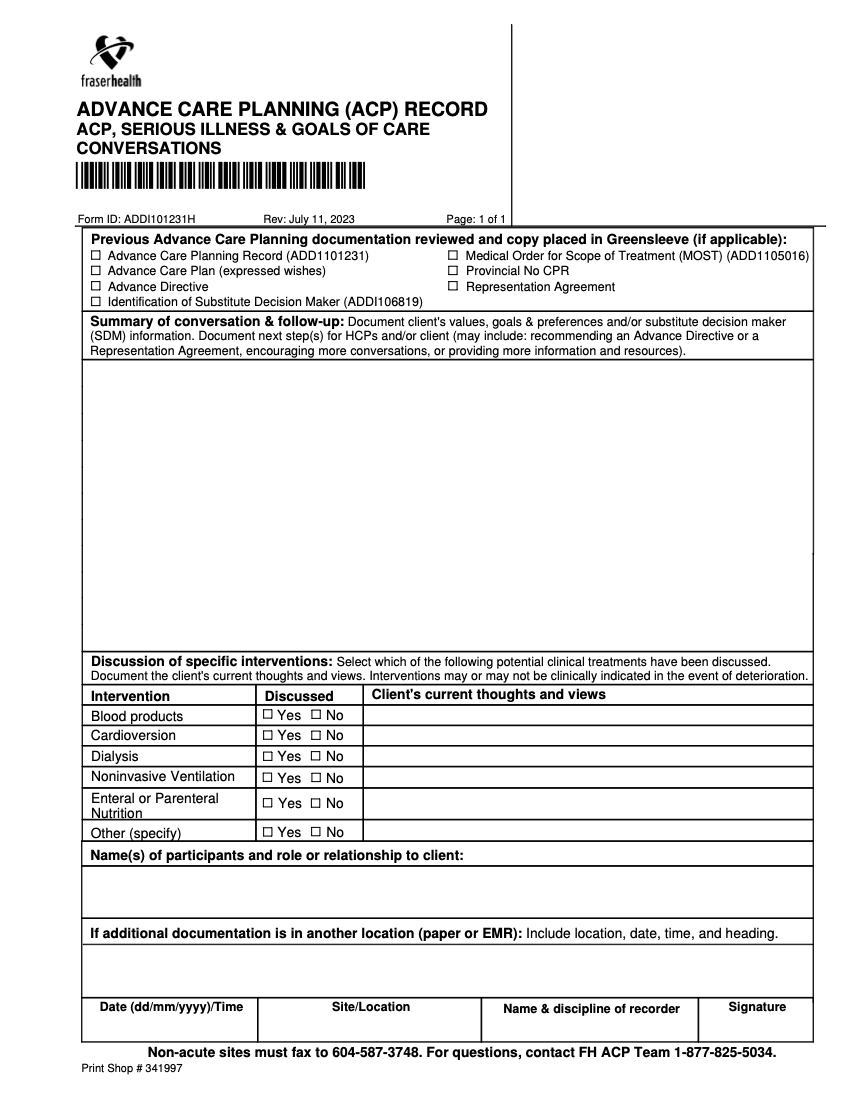 fraserhealth
ADVANCE CARE PLANNING (ACP) RECORD
ACP, SERIOUS ILLNESS & GOALS OF CARE
CONVERSATIONS
Form ID: ADDI101231H Rev: July 11, 2023 Page: 1 of 1
Previous Advance Care Planning documentation reviewed and copy placed in Greensleeve (if applicable):
☐ Advance Care Planning Record (ADD1101231) ☐ Medical Order for Scope of Treatment (MOST) (ADD1105016)
☐ Advance Care Plan (expressed wishes) ☐ Provincial No CPR
☐ Advance Directive ☐ Representation Agreement
☐ Identification of Substitute Decision Maker (ADDI106819)
Summary of conversation & follow-up: Document client's values, goals & preferences and/or substitute decision maker
(SDM) information. Document next step(s) for HCPs and/or client (may include: recommending an Advance Directive or a
Representation Agreement, encouraging more conversations, or providing more information and resources).
Discussion of specific interventions: Select which of the following potential clinical treatments have been discussed.
Document the client's current thoughts and views. Interventions may or may not be clinically indicated in the event of deterioration.
Intervention Discussed Client's current thoughts and views
Blood products ☐ Yes ☐ No
Cardioversion ☐ Yes ☐ No
Dialysis ☐ Yes ☐ No
Noninvasive Ventilation ☐ Yes ☐ No
Enteral or Parenteral
Nutrition ☐ Yes ☐ No
Other (specify) ☐ Yes ☐ No
Name(s) of participants and role or relationship to client:
If additional documentation is in another location (paper or EMR): Include location, date, time, and heading.
Date (dd/mm/yyyy)/Time Site/Location Name & discipline of recorder Signature
Non-acute sites must fax to 604-587-3748. For questions, contact FH ACP Team 1-877-825-5034.
Print Shop # 341997